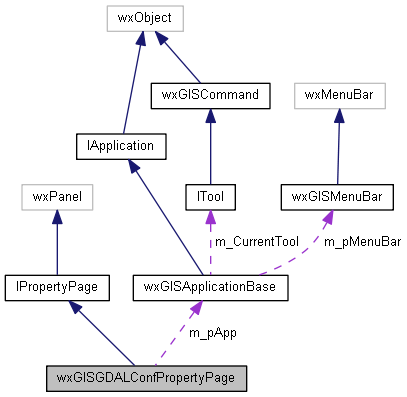 wxObject
wxGISCommand
wxMenuBar
IApplication
wxPanel
ITool
wxGISMenuBar
m_CurrentTool
m_pMenuBar
IPropertyPage
wxGISApplicationBase
m_pApp
wxGISGDALConfPropertyPage